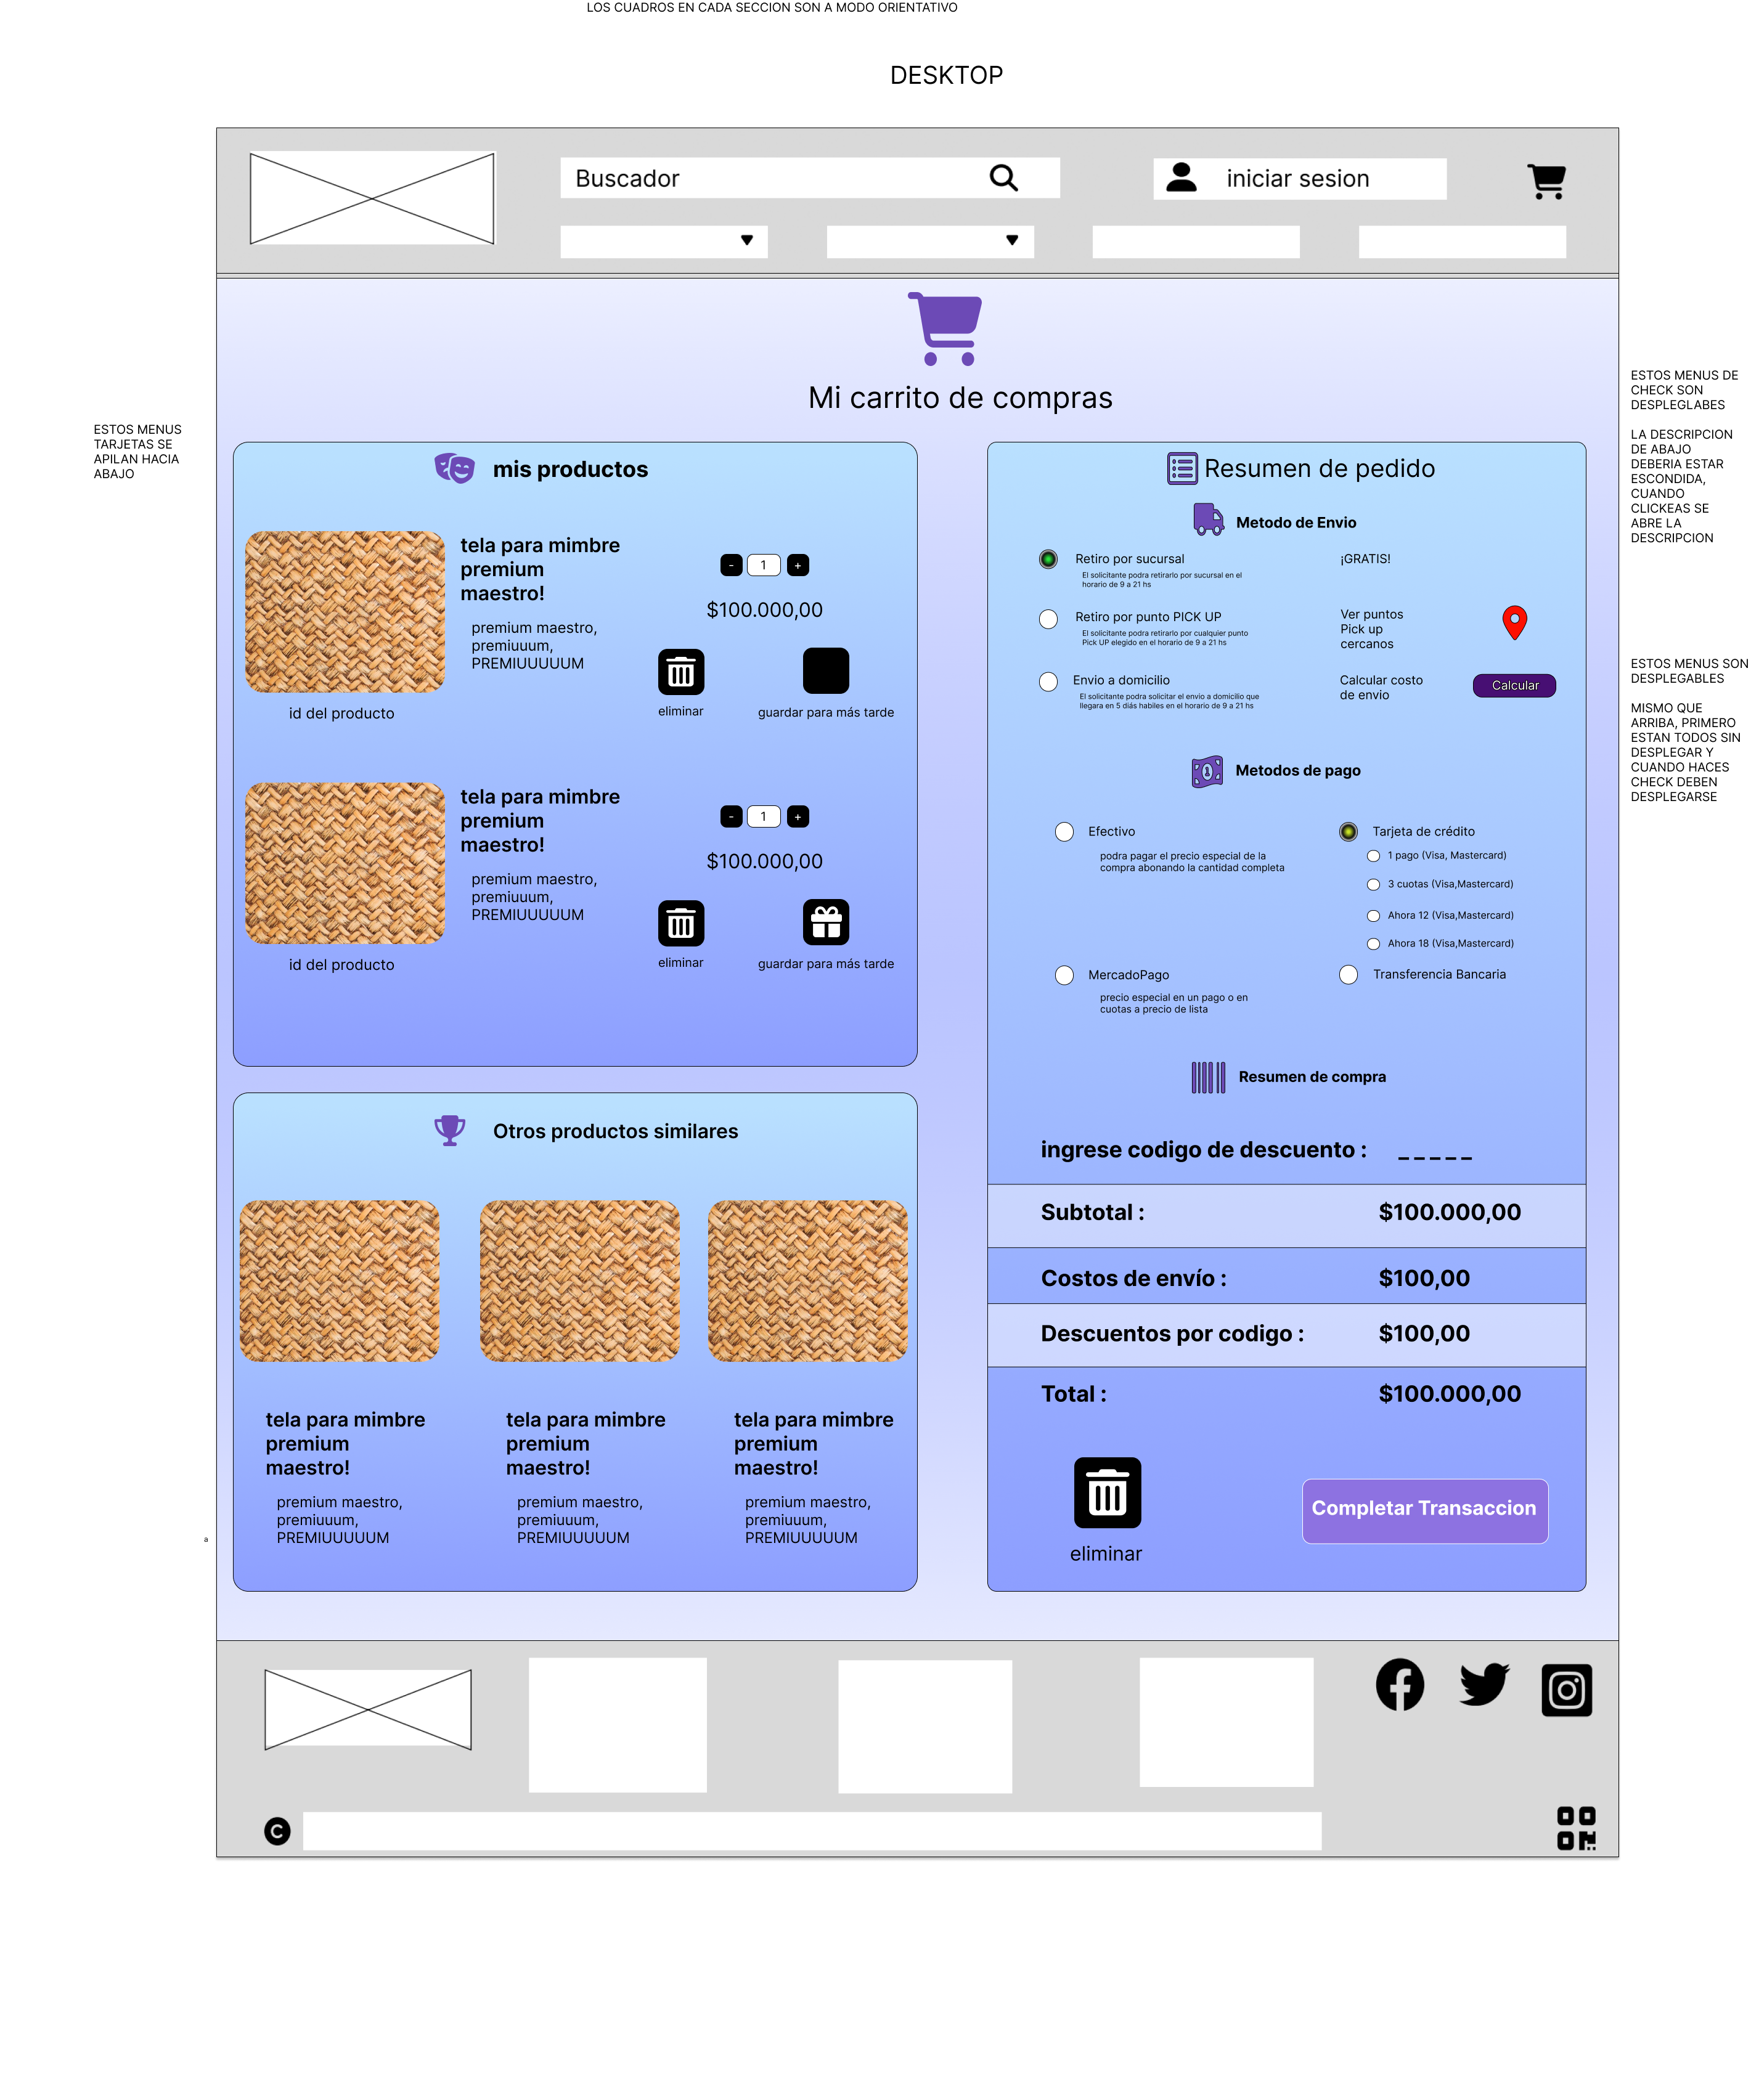 LOS CUADROS EN CADA SECCION SON A MODO ORIENTATIVO
DESKTOP
Buscador
iniciar sesion
Mi carrito de compras
ESTOS MENUS
TARJETAS SE
APILAN HACIA
ABAJO
mis productos
tela para mimbre
premium
maestro!
premium maestro,
premiuuum,
PREMIUUUUUM
id del producto
-
1
+
$100.000,00
eliminar
guardar para más tarde
tela para mimbre
premium
maestro!
premium maestro,
premiuuum,
PREMIUUUUUM
id del producto
-
1
+
$100.000,00
eliminar
guardar para más tarde
Otros productos similares
tela para mimbre
premium
maestro!
premium maestro,
premiuuum,
PREMIUUUUUM
tela para mimbre
premium
maestro!
premium maestro,
premiuuum,
PREMIUUUUUM
tela para mimbre
premium
maestro!
premium maestro,
premiuuum,
PREMIUUUUUM
a
Resumen de pedido
Metodo de Envio
Retiro por sucursal
El solicitante podra retirarlo por sucursal en el
horario de 9 a 21 hs
¡GRATIS!
Retiro por punto PICK UP
El solicitante podra retirarlo por cualquier punto
Pick UP elegido en el horario de 9 a 21 hs
Ver puntos
Pick up
cercanos
Envio a domicilio
El solicitante podra solicitar el envio a domicilio que
llegara en 5 diás habiles en el horario de 9 a 21 hs
Calcular costo
de envio
Calcular
Metodos de pago
Efectivo
podra pagar el precio especial de la
compra abonando la cantidad completa
Tarjeta de crédito
1 pago (Visa, Mastercard)
3 cuotas (Visa,Mastercard)
Ahora 12 (Visa,Mastercard)
Ahora 18 (Visa,Mastercard)
MercadoPago
precio especial en un pago o en
cuotas a precio de lista
Transferencia Bancaria
Resumen de compra
ingrese codigo de descuento : _ _ _ _ _
Subtotal : $100.000,00
Costos de envío : $100,00
Descuentos por codigo : $100,00
Total : $100.000,00
eliminar
Completar Transaccion
ESTOS MENUS DE
CHECK SON
DESPLEGLABES
LA DESCRIPCION
DE ABAJO
DEBERIA ESTAR
ESCONDIDA,
CUANDO
CLICKEAS SE
ABRE LA
DESCRIPCION
ESTOS MENUS SON
DESPLEGABLES
MISMO QUE
ARRIBA, PRIMERO
ESTAN TODOS SIN
DESPLEGAR Y
CUANDO HACES
CHECK DEBEN
DESPLEGARSE